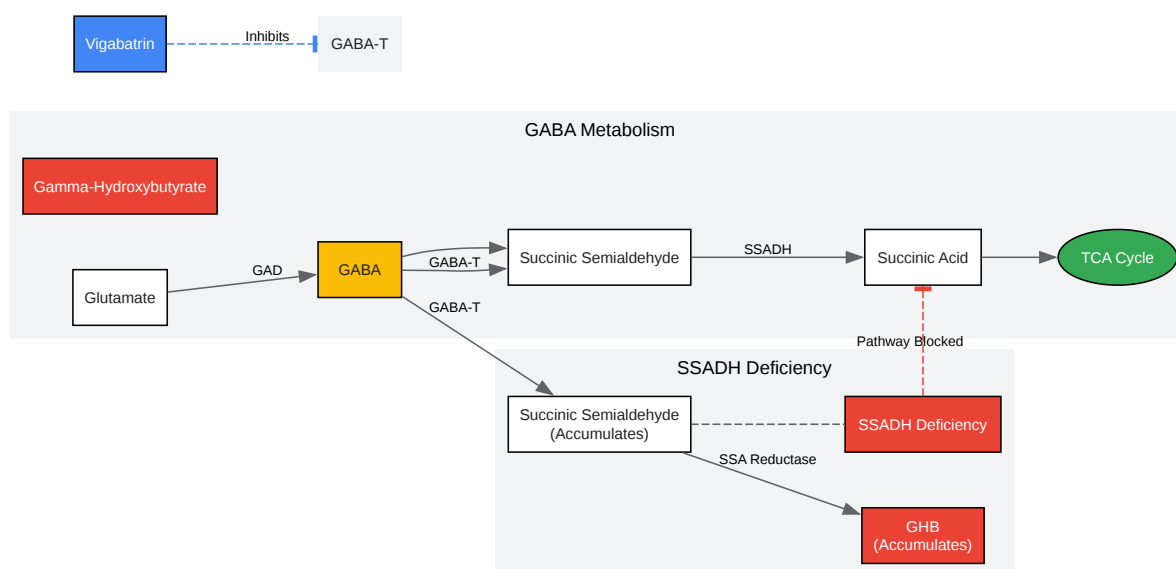 Vigabatrin
Inhibits
GABA-T
GABA Metabolism
Gamma-Hydroxybutyrate
Glutamate
GAD
GABA
GABA-T
GABA-T
Succinic Semialdehyde
SSADH
Succinic Acid
TCA Cycle
Pathway Blocked
SSADH Deficiency
Succinic Semialdehyde
(Accumulates)
SSADH Deficiency
SSA Reductase
GHB
(Accumulates)